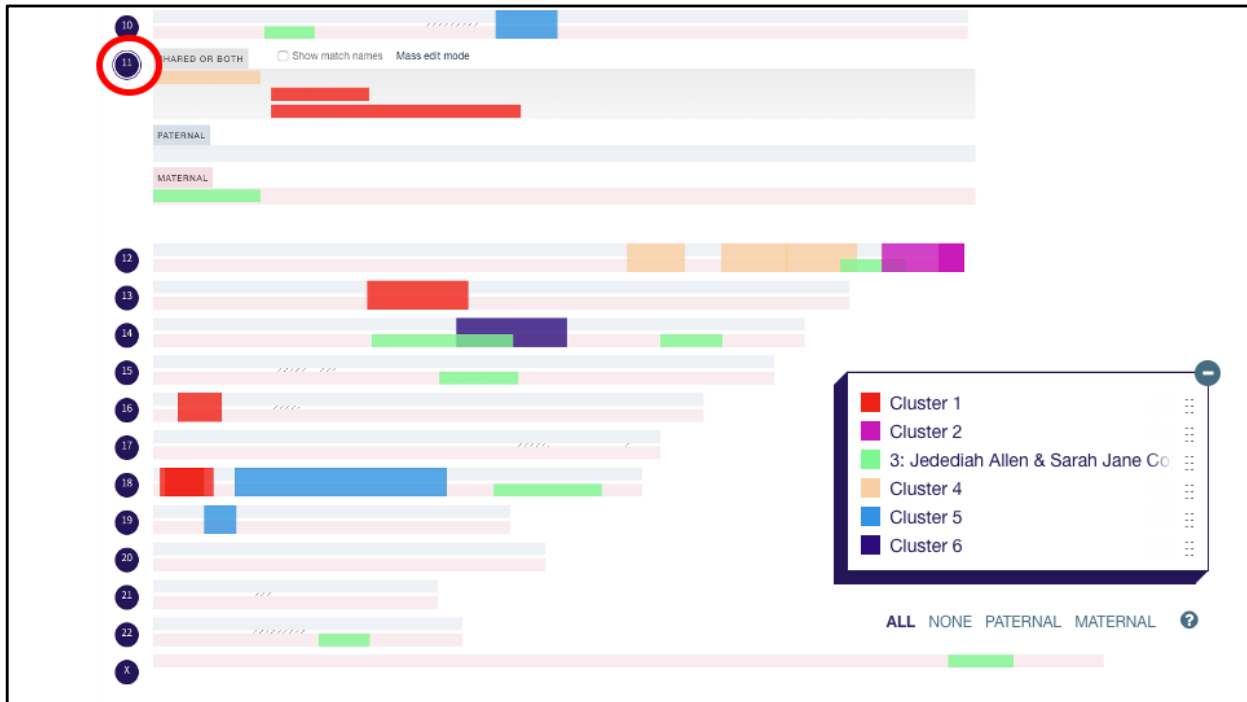 10
11
SHARED OR BOTH Show match names Mass edit mode
PATERNAL
MATERNAL
12
13
14
15
16
17
18
19
20
21
22
X
Cluster 1
Cluster 2
3: Jedediah Allen & Sarah Jane Co
Cluster 4
Cluster 5
Cluster 6
ALL NONE PATERNAL MATERNAL ?